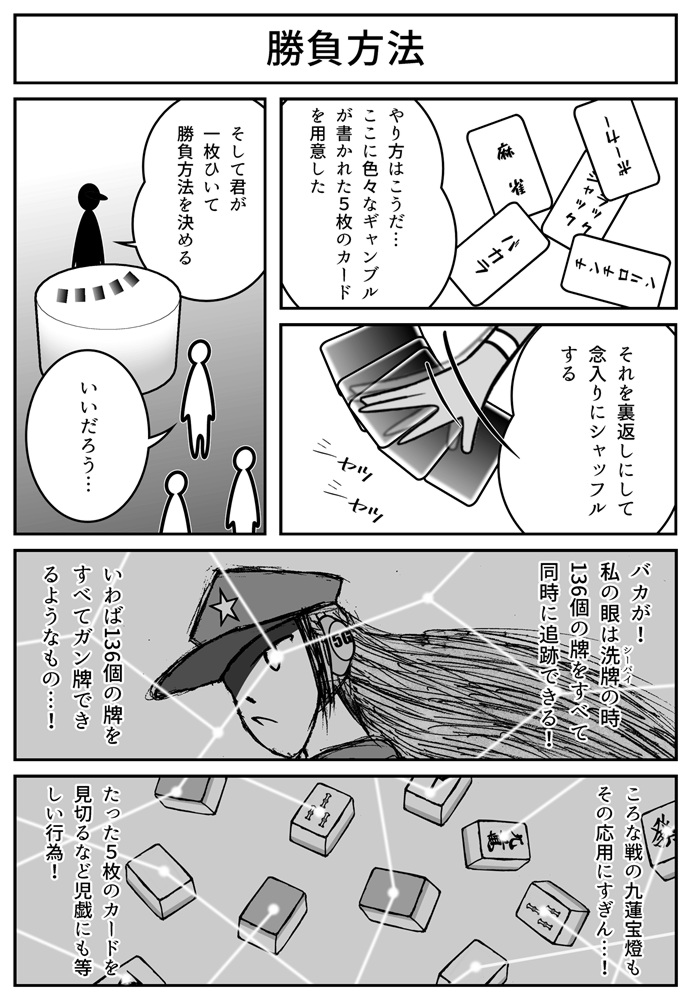 勝負方法
やり方はこうだ…
ここに色々なギャンブル
が書かれた5枚のカード
を用意した
麻雀
ポーカー
ジャックク
バカラ
チンチロリン
それを裏返しにして
念入りにシャッフル
する
シャッ
シャッ
そして君が
一枚ひいて
勝負方法を決める
いいだろう…
バカが!
私の眼は洗牌の時
シーパイ
136個の牌をすべて
同時に追跡できる!
5G
いわば136個の牌を
すべてガン牌でき
るようなもの…!
ころな戦の九蓮宝燈も
その応用にすぎん…!
九萬
發
たった5枚のカードを
見切るなど児戯にも等
しい行為!